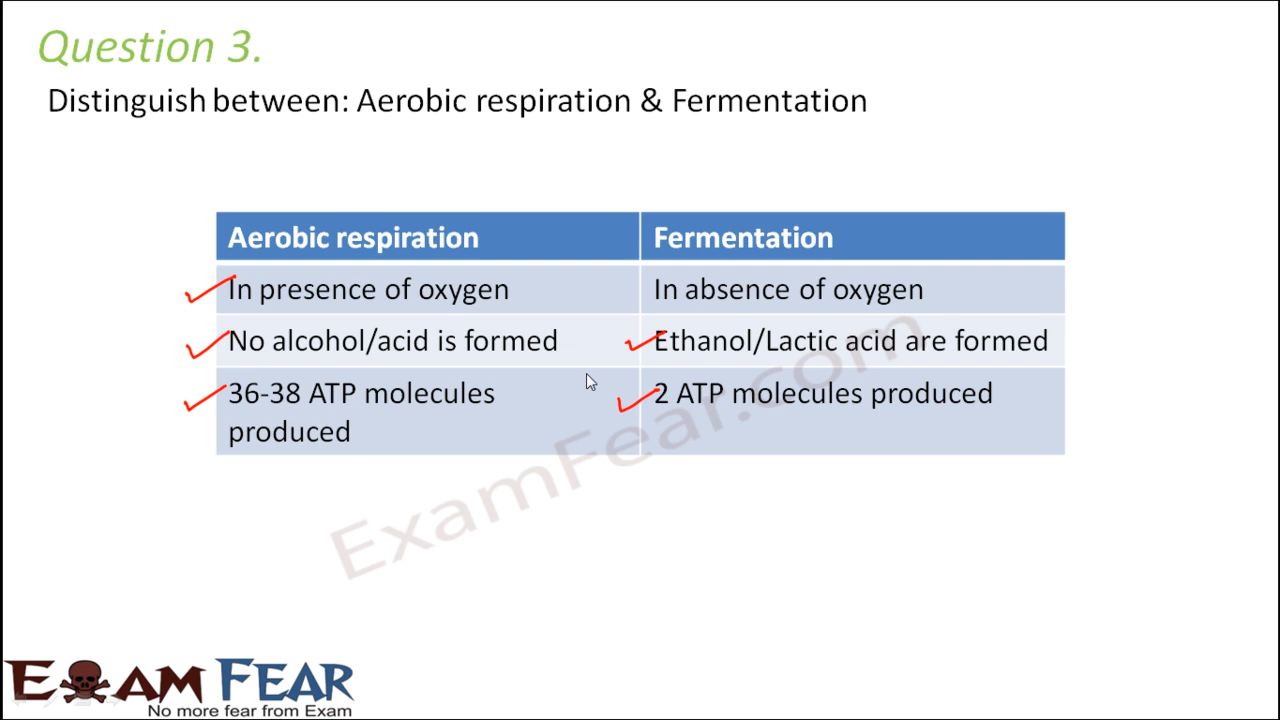 Question 3.
Distinguish between: Aerobic respiration & Fermentation
Aerobic respiration Fermentation
In presence of oxygen In absence of oxygen
No alcohol/acid is formed Ethanol/Lactic acid are formed
36-38 ATP molecules 2 ATP molecules produced
produced
ExamFear.com
EXAM FEAR
No more fear from Exam